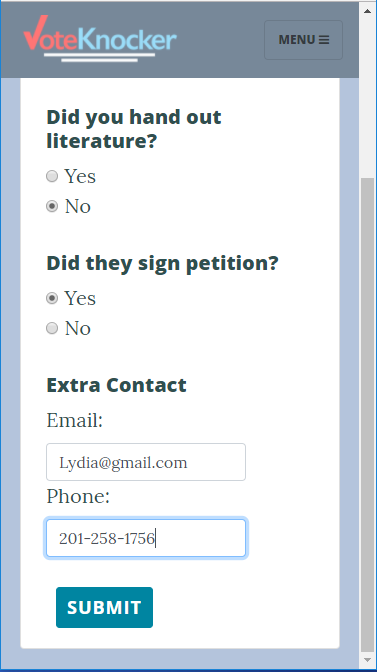 VoteKnocker
MENU
Did you hand out
literature?
Yes
No
Did they sign petition?
Yes
No
Extra Contact
Email:
Lydia@gmail.com
Phone:
201-258-1756
SUBMIT